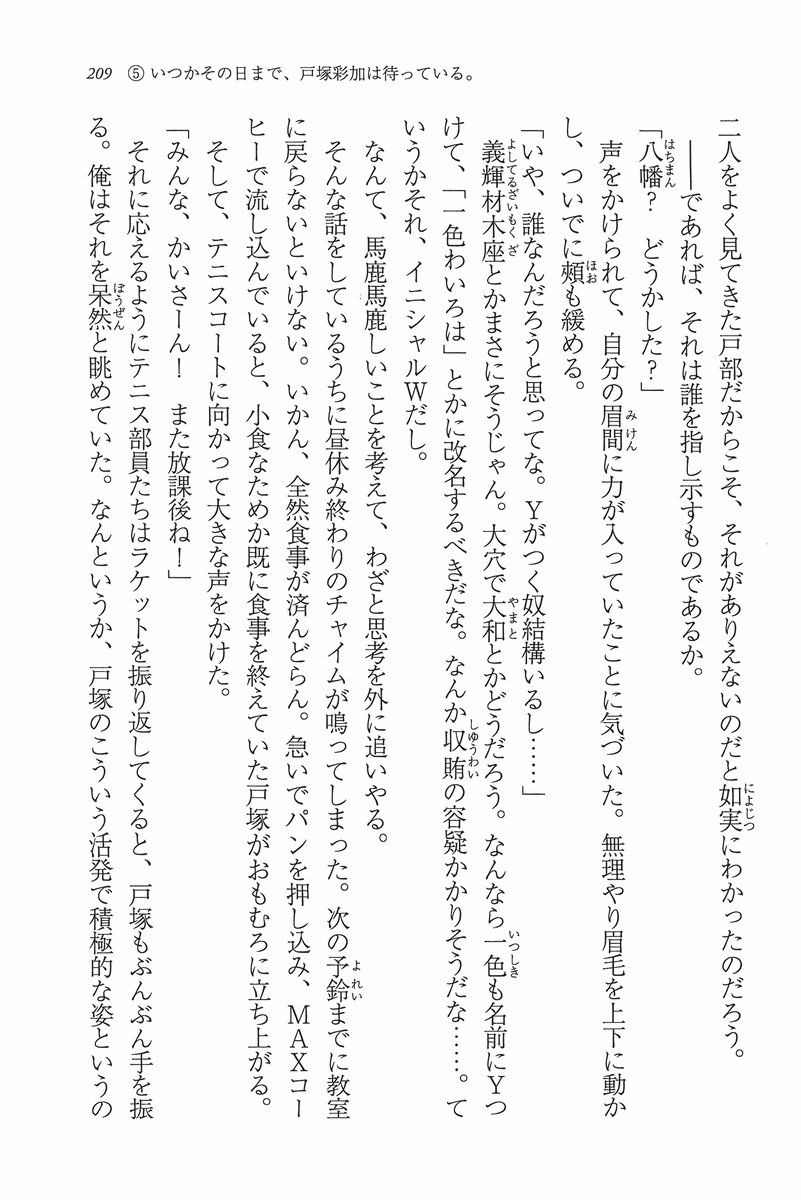 209 ⑤いつかその日まで、戸塚彩加は待っている。
二人をよく見てきた戸部だからこそ、それがありえないのだと如実にわかったのだろう。
――であれば、それは誰を指し示すものであるか。
「八幡？　どうかした？」
声をかけられて、自分の眉間に力が入っていたことに気づいた。無理やり眉毛を上下に動か
し、ついでに頰も緩める。
「いや、誰なんだろうと思ってな。Ｙがつく奴結構いるし……」
義輝材木座とかまさにそうじゃん。大穴で大和とかどうだろう。なんなら一色も名前にＹつ
けて、「一色わいろは」とかに改名するべきだな。なんか収賄の容疑かかりそうだな……。て
いうかそれ、イニシャルＷだし。
なんて、馬鹿馬鹿しいことを考えて、わざと思考を外に追いやる。
そんな話をしているうちに昼休み終わりのチャイムが鳴ってしまった。次の予鈴までに教室
に戻らないといけない。いかん、全然食事が済んどらん。急いでパンを押し込み、ＭＡＸコー
ヒーで流し込んでいると、小食なためか既に食事を終えていた戸塚がおもむろに立ち上がる。
そして、テニスコートに向かって大きな声をかけた。
「みんな、かいさーん！　また放課後ね！」
それに応えるようにテニス部員たちはラケットを振り返してくると、戸塚もぶんぶん手を振
る。俺はそれを呆然と眺めていた。なんというか、戸塚のこういう活発で積極的な姿というの